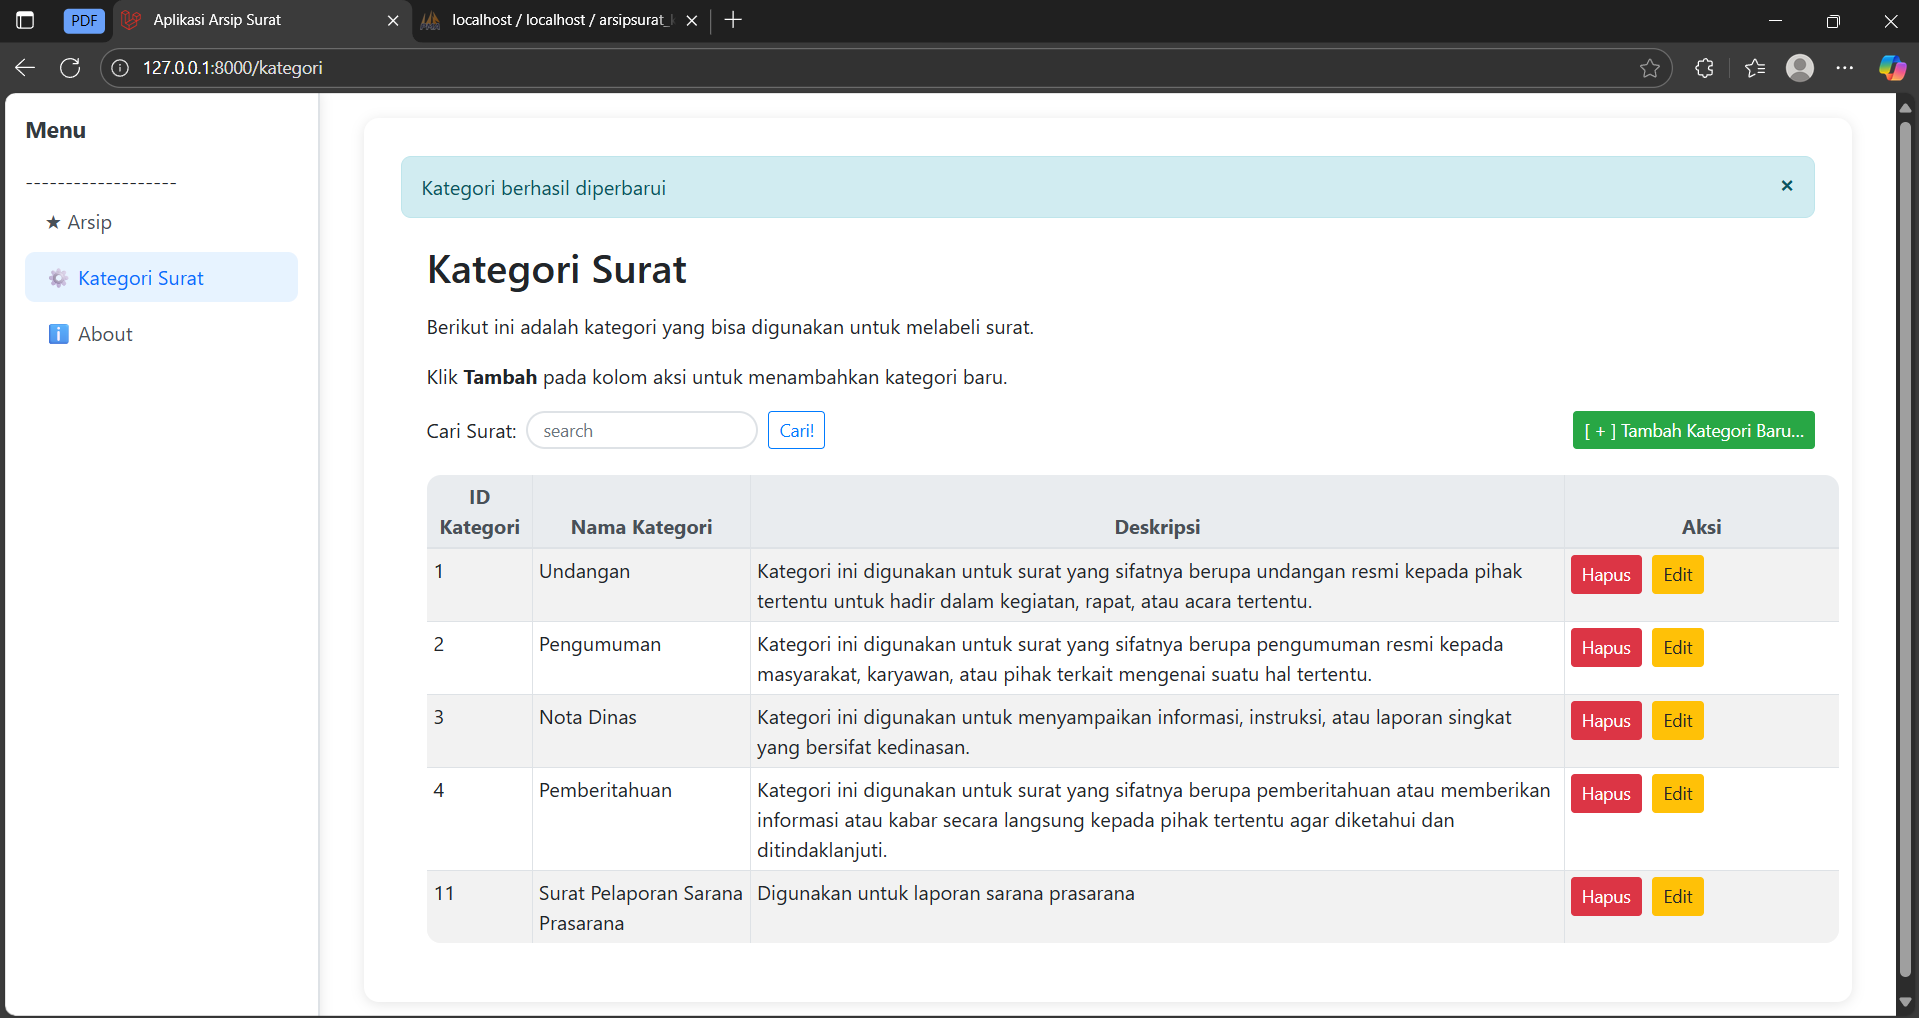 PDF
Aplikasi Arsip Surat
localhost / localhost / arsipsurat_
127.0.0.1:8000/kategori
Menu
-------------------
★ Arsip
Kategori Surat
i About
Kategori berhasil diperbarui
×
Kategori Surat
Berikut ini adalah kategori yang bisa digunakan untuk melabeli surat.
Klik Tambah pada kolom aksi untuk menambahkan kategori baru.
Cari Surat: search Cari! [ + ] Tambah Kategori Baru...
ID
Kategori Nama Kategori Deskripsi Aksi
1 Undangan Kategori ini digunakan untuk surat yang sifatnya berupa undangan resmi kepada pihak Hapus Edit
tertentu untuk hadir dalam kegiatan, rapat, atau acara tertentu.
2 Pengumuman Kategori ini digunakan untuk surat yang sifatnya berupa pengumuman resmi kepada Hapus Edit
masyarakat, karyawan, atau pihak terkait mengenai suatu hal tertentu.
3 Nota Dinas Kategori ini digunakan untuk menyampaikan informasi, instruksi, atau laporan singkat Hapus Edit
yang bersifat kedinasan.
4 Pemberitahuan Kategori ini digunakan untuk surat yang sifatnya berupa pemberitahuan atau memberikan Hapus Edit
informasi atau kabar secara langsung kepada pihak tertentu agar diketahui dan
ditindaklanjuti.
11 Surat Pelaporan Sarana Digunakan untuk laporan sarana prasarana Hapus Edit
Prasarana